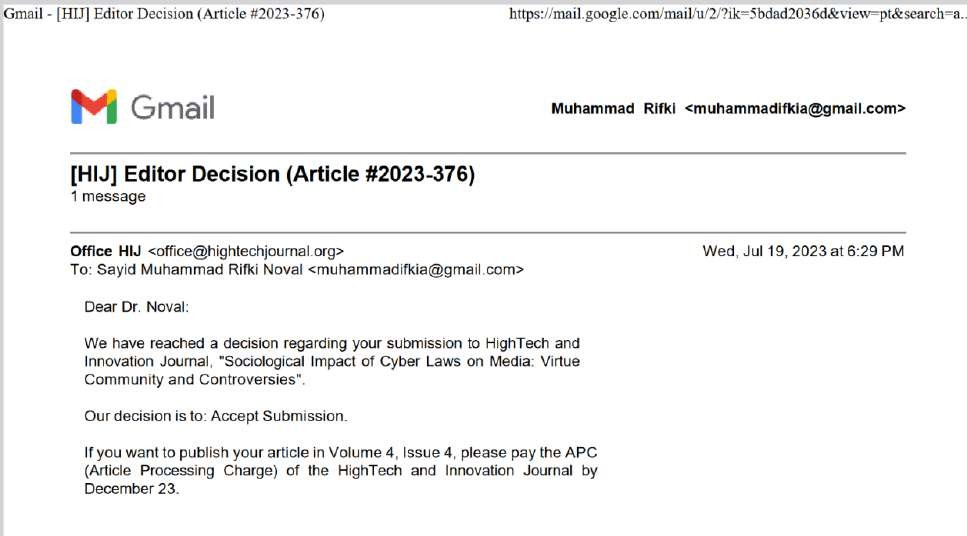 Gmail - [HIJ] Editor Decision (Article #2023-376) https://mail.google.com/mail/u/2/?ik=5bdad2036d&view=pt&search=a...
Gmail Muhammad Rifki <muhammadifkia@gmail.com>
[HIJ] Editor Decision (Article #2023-376)
1 message
Office HIJ <office@hightechjournal.org> Wed, Jul 19, 2023 at 6:29 PM
To: Sayid Muhammad Rifki Noval <muhammadifkia@gmail.com>
Dear Dr. Noval:
We have reached a decision regarding your submission to HighTech and
Innovation Journal, "Sociological Impact of Cyber Laws on Media: Virtue
Community and Controversies".
Our decision is to: Accept Submission.
If you want to publish your article in Volume 4, Issue 4, please pay the APC
(Article Processing Charge) of the HighTech and Innovation Journal by
December 23.